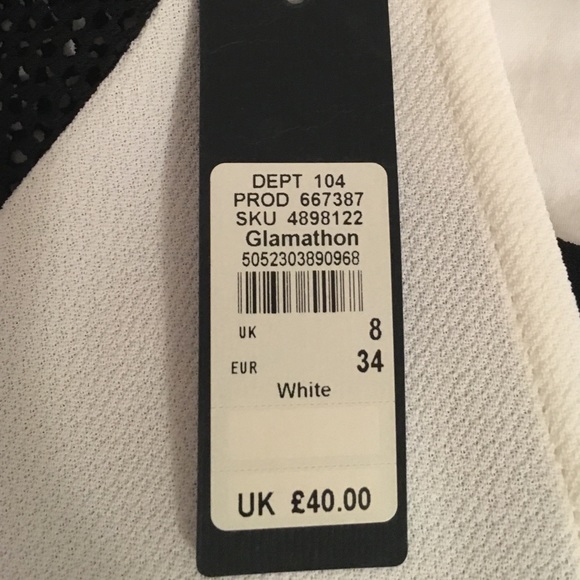 DEPT 104
PROD 667387
SKU 4898122
Glamathon
5052303890968
UK 8
EUR 34
White
UK £40.00